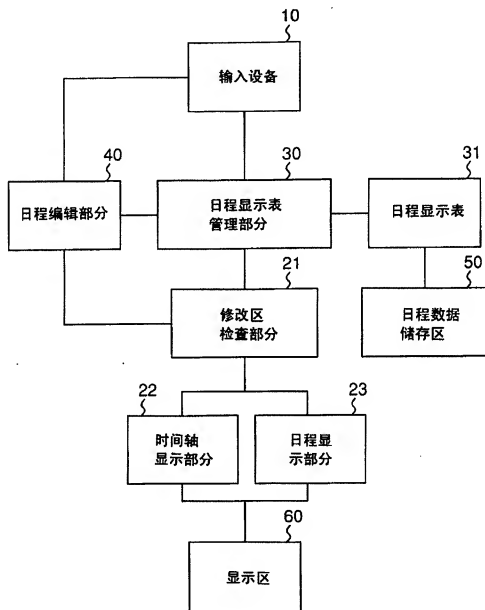 10
输入设备
40
30
31
日程编辑部分
日程显示表
管理部分
日程显示表
21
50
修改区
检查部分
日程数据
储存区
22
23
时间轴
显示部分
日程显
示部分
60
显示区